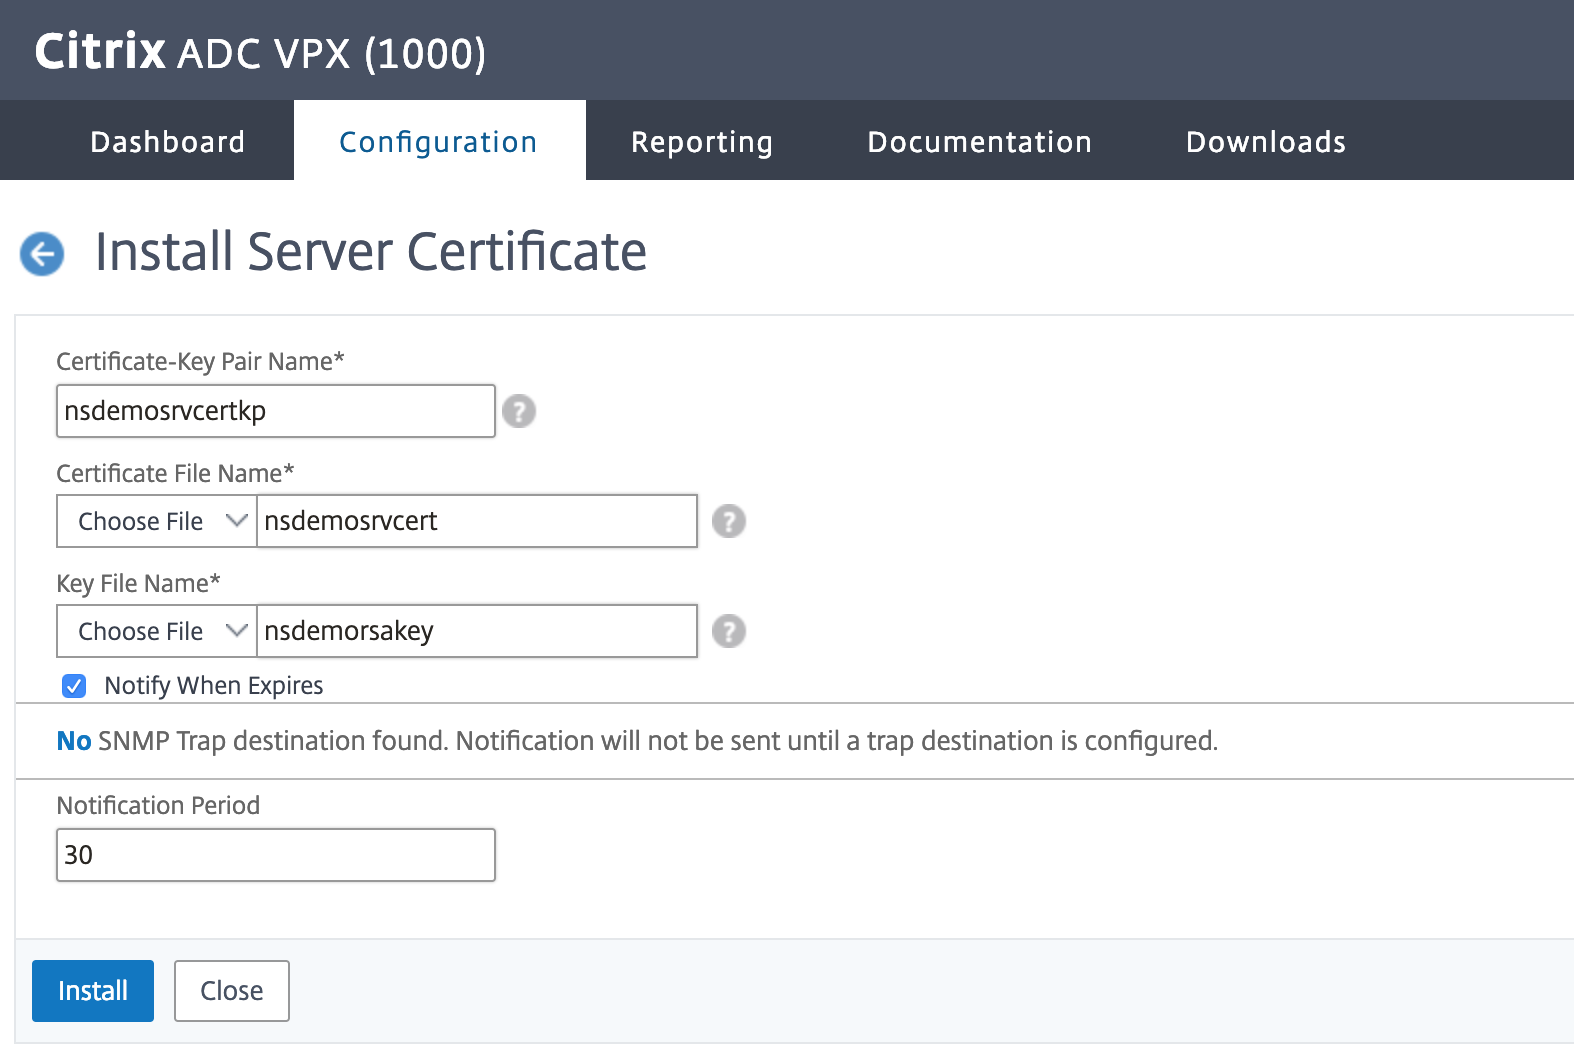 Citrix ADC VPX (1000)
Dashboard Configuration Reporting Documentation Downloads
Install Server Certificate
Certificate-Key Pair Name*
nsdemosrvcertkp
?
Certificate File Name*
Choose File nsdemosrvcert
?
Key File Name*
Choose File nsdemorsakey
?
Notify When Expires
No SNMP Trap destination found. Notification will not be sent until a trap destination is configured.
Notification Period
30
Install Close